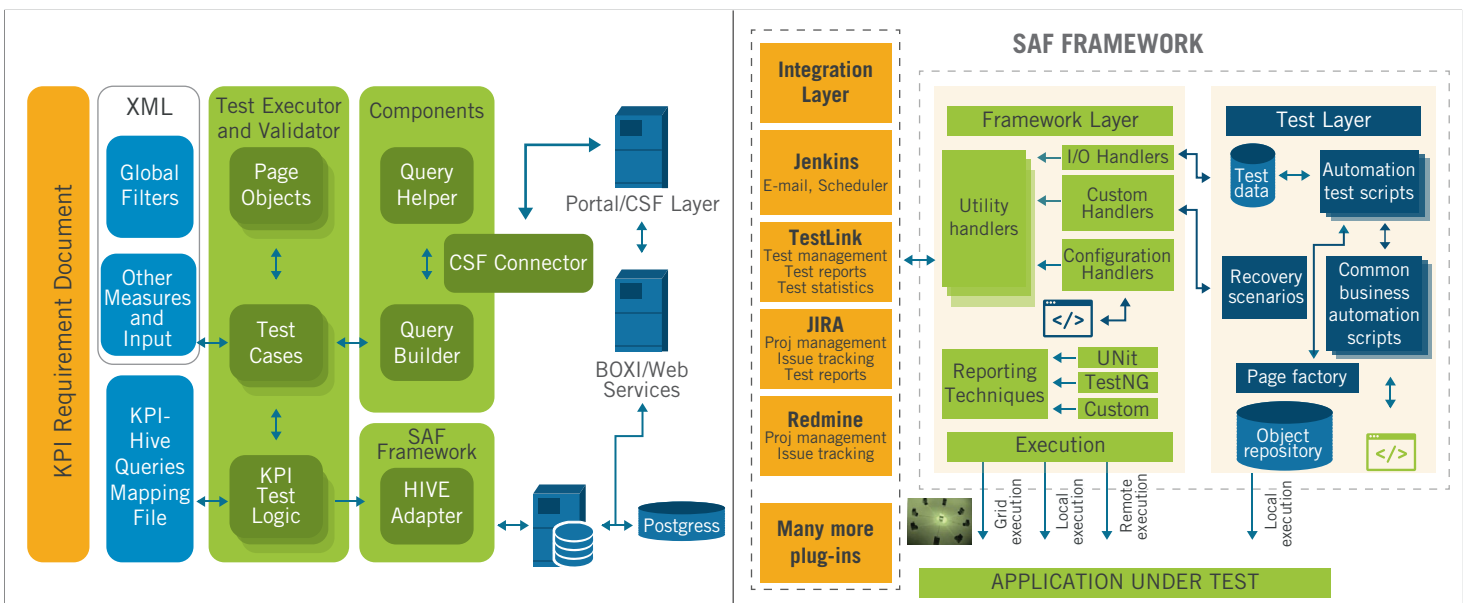 KPI Requirement Document
XML
Global
Filters
Other
Measures
and
Input
KPI-
Hive
Queries
Mapping
File
Test Executor
and Validator
Page
Objects
Test
Cases
KPI
Test
Logic
Components
Query
Helper
CSF Connector
Query
Builder
SAF
Framework
HIVE
Adapter
Portal/CSF Layer
BOXI/Web
Services
Postgress
SAF FRAMEWORK
Integration
Layer
Jenkins
E-mail, Scheduler
TestLink
Test management
Test reports
Test statistics
JIRA
Proj management
Issue tracking
Test reports
Redmine
Proj management
Issue tracking
Many more
plug-ins
Framework Layer
Utility
handlers
I/O Handlers
Custom
Handlers
Configuration
Handlers
</>
Reporting
Techniques
UNit
TestNG
Custom
Execution
Grid
execution
Local
execution
Remote
execution
Test Layer
Test
data
Automation
test scripts
Recovery
scenarios
Common
business
automation
scripts
Page factory
Object
repository
</>
Local
execution
APPLICATION UNDER TEST